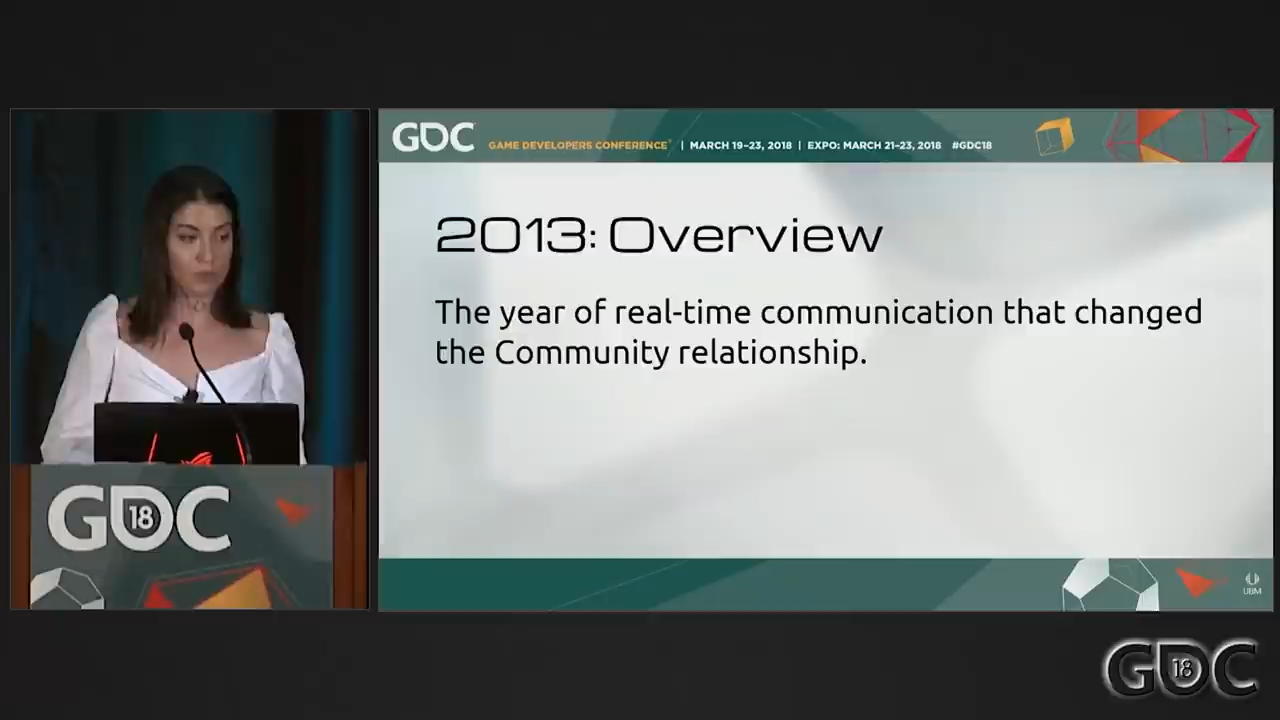 GDC
GAME DEVELOPERS CONFERENCE® | MARCH 19–23, 2018 | EXPO: MARCH 21–23, 2018 #GDC18
2013: Overview
The year of real-time communication that changed
the Community relationship.
GDC
18
UBM
GDC
18